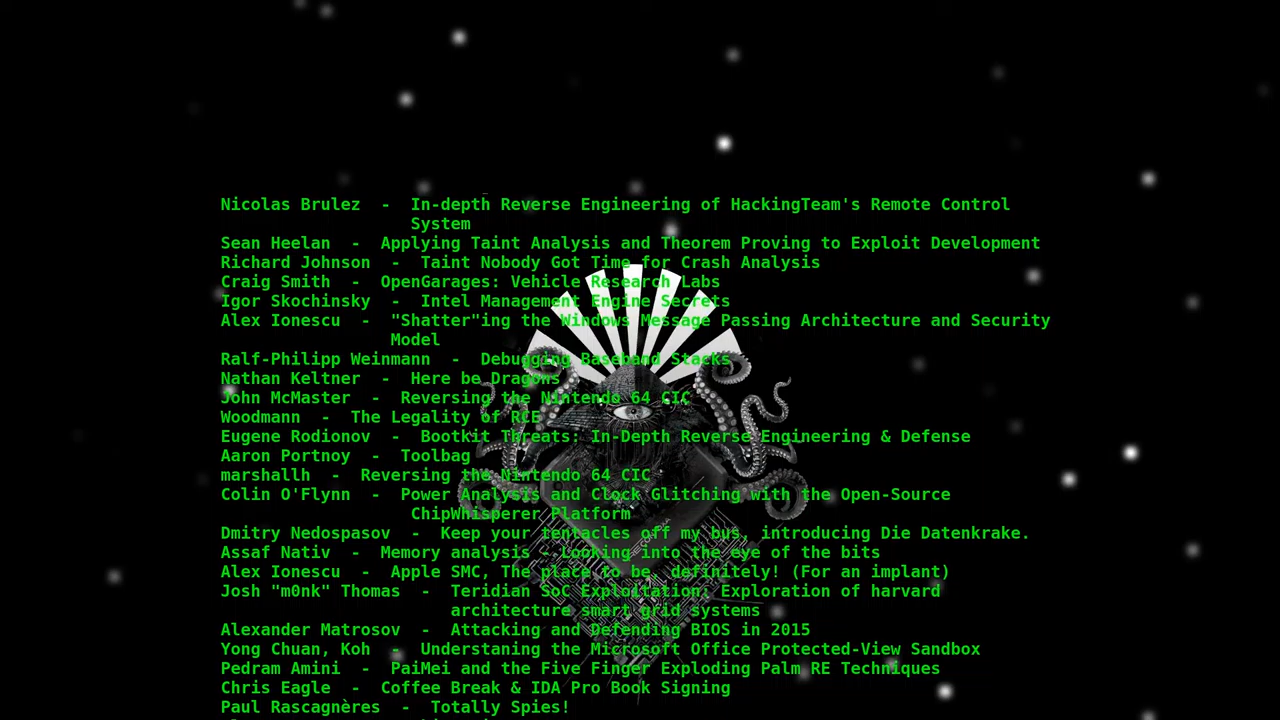 Nicolas Brulez - In-depth Reverse Engineering of HackingTeam's Remote Control
System
Sean Heelan - Applying Taint Analysis and Theorem Proving to Exploit Development
Richard Johnson - Taint Nobody Got Time for Crash Analysis
Craig Smith - OpenGarages: Vehicle Research Labs
Igor Skochinsky - Intel Management Engine Secrets
Alex Ionescu - "Shatter"ing the Windows Message Passing Architecture and Security
Model
Ralf-Philipp Weinmann - Debugging Baseband Stacks
Nathan Keltner - Here be Dragons
John McMaster - Reversing the Nintendo 64 CIC
Woodmann - The Legality of RCE
Eugene Rodionov - Bootkit Threats: In-Depth Reverse Engineering & Defense
Aaron Portnoy - Toolbag
marshallh - Reversing the Nintendo 64 CIC
Colin O'Flynn - Power Analysis and Clock Glitching with the Open-Source
ChipWhisperer Platform
Dmitry Nedospasov - Keep your tentacles off my bus, introducing Die Datenkrake.
Assaf Nativ - Memory analysis - Looking into the eye of the bits
Alex Ionescu - Apple SMC, The place to be, definitely! (For an implant)
Josh "m0nk" Thomas - Teridian SoC Exploitation: Exploration of harvard
architecture smart grid systems
Alexander Matrosov - Attacking and Defending BIOS in 2015
Yong Chuan, Koh - Understaning the Microsoft Office Protected-View Sandbox
Pedram Amini - PaiMei and the Five Finger Exploding Palm RE Techniques
Chris Eagle - Coffee Break & IDA Pro Book Signing
Paul Rascagnères - Totally Spies!